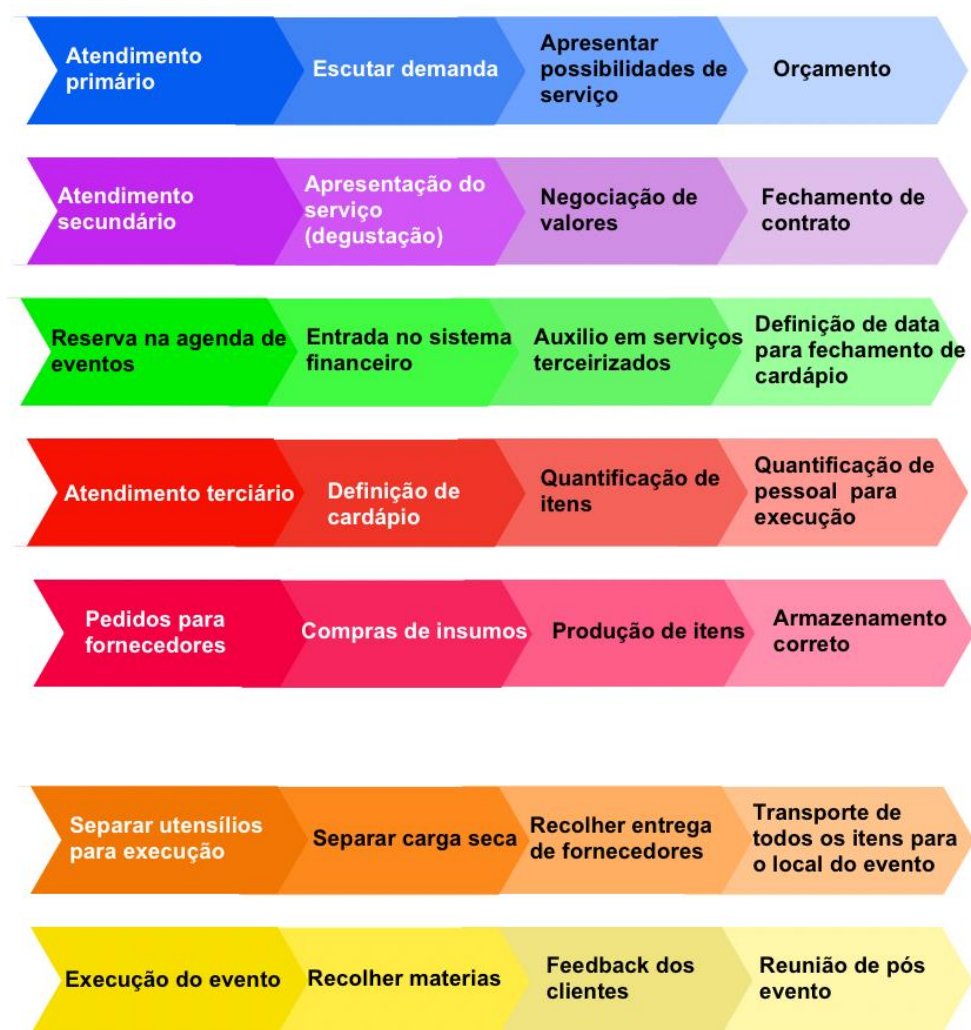 Atendimento
primário
Escutar demanda
Apresentar
possibilidades de
serviço
Orçamento
Atendimento
secundário
Apresentação do
serviço
(degustação)
Negociação de
valores
Fechamento de
contrato
Reserva na agenda de
eventos
Entrada no sistema
financeiro
Auxilio em serviços
terceirizados
Definição de data
para fechamento de
cardápio
Atendimento terciário
Definição de
cardápio
Quantificação de
itens
Quantificação de
pessoal para
execução
Pedidos para
fornecedores
Compras de insumos
Produção de itens
Armazenamento
correto
Separar utensílios
para execução
Separar carga seca
Recolher entrega
de fornecedores
Transporte de
todos os itens para
o local do evento
Execução do evento
Recolher materias
Feedback dos
clientes
Reunião de pós
evento